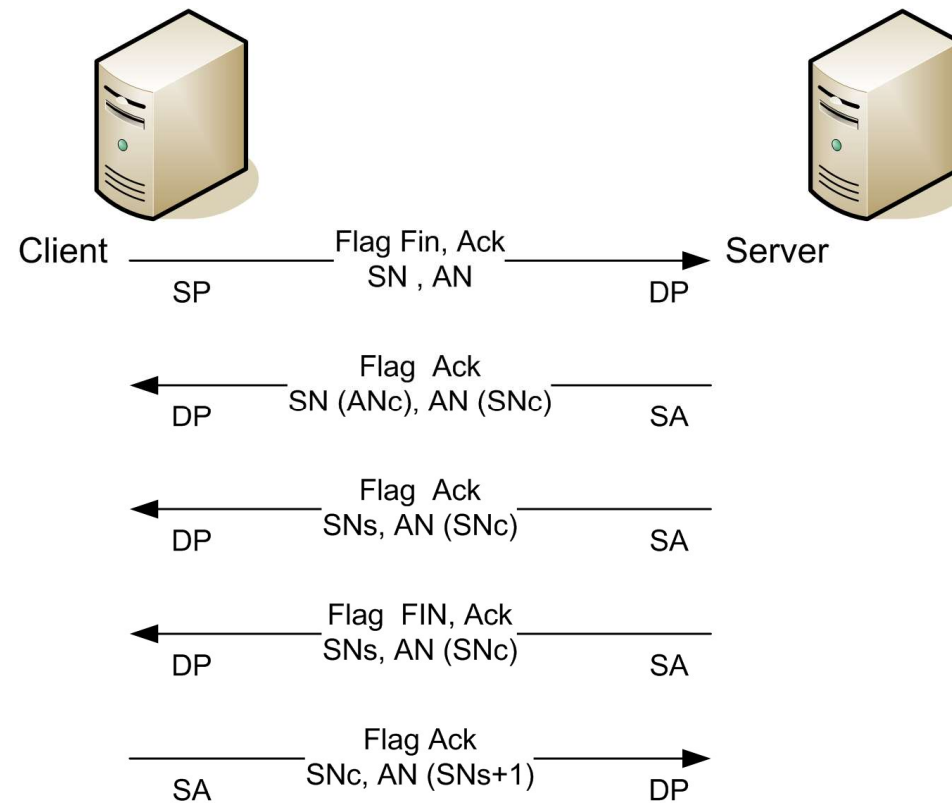 Client
Flag Fin, Ack
Server
SN , AN
SP
DP
Flag Ack
SN (ANc), AN (SNc)
DP
SA
Flag Ack
SNs, AN (SNc)
DP
SA
Flag FIN, Ack
SNs, AN (SNc)
DP
SA
Flag Ack
SNc, AN (SNs+1)
SA
DP